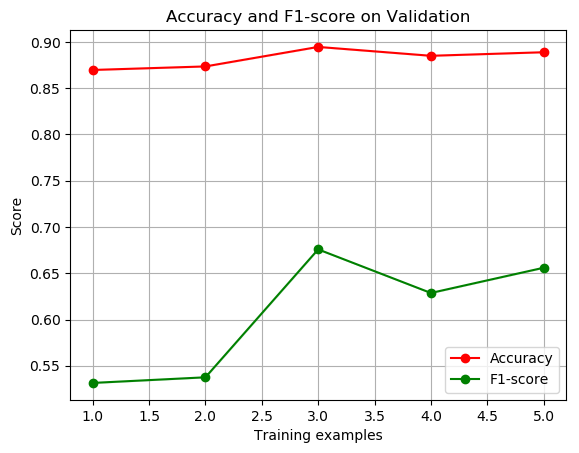 Accuracy and F1-score on Validation
0.90
0.85
0.80
0.75
0.70
0.65
0.60
0.55
Score
1.0 1.5 2.0 2.5 3.0 3.5 4.0 4.5 5.0
Training examples
Accuracy
F1-score